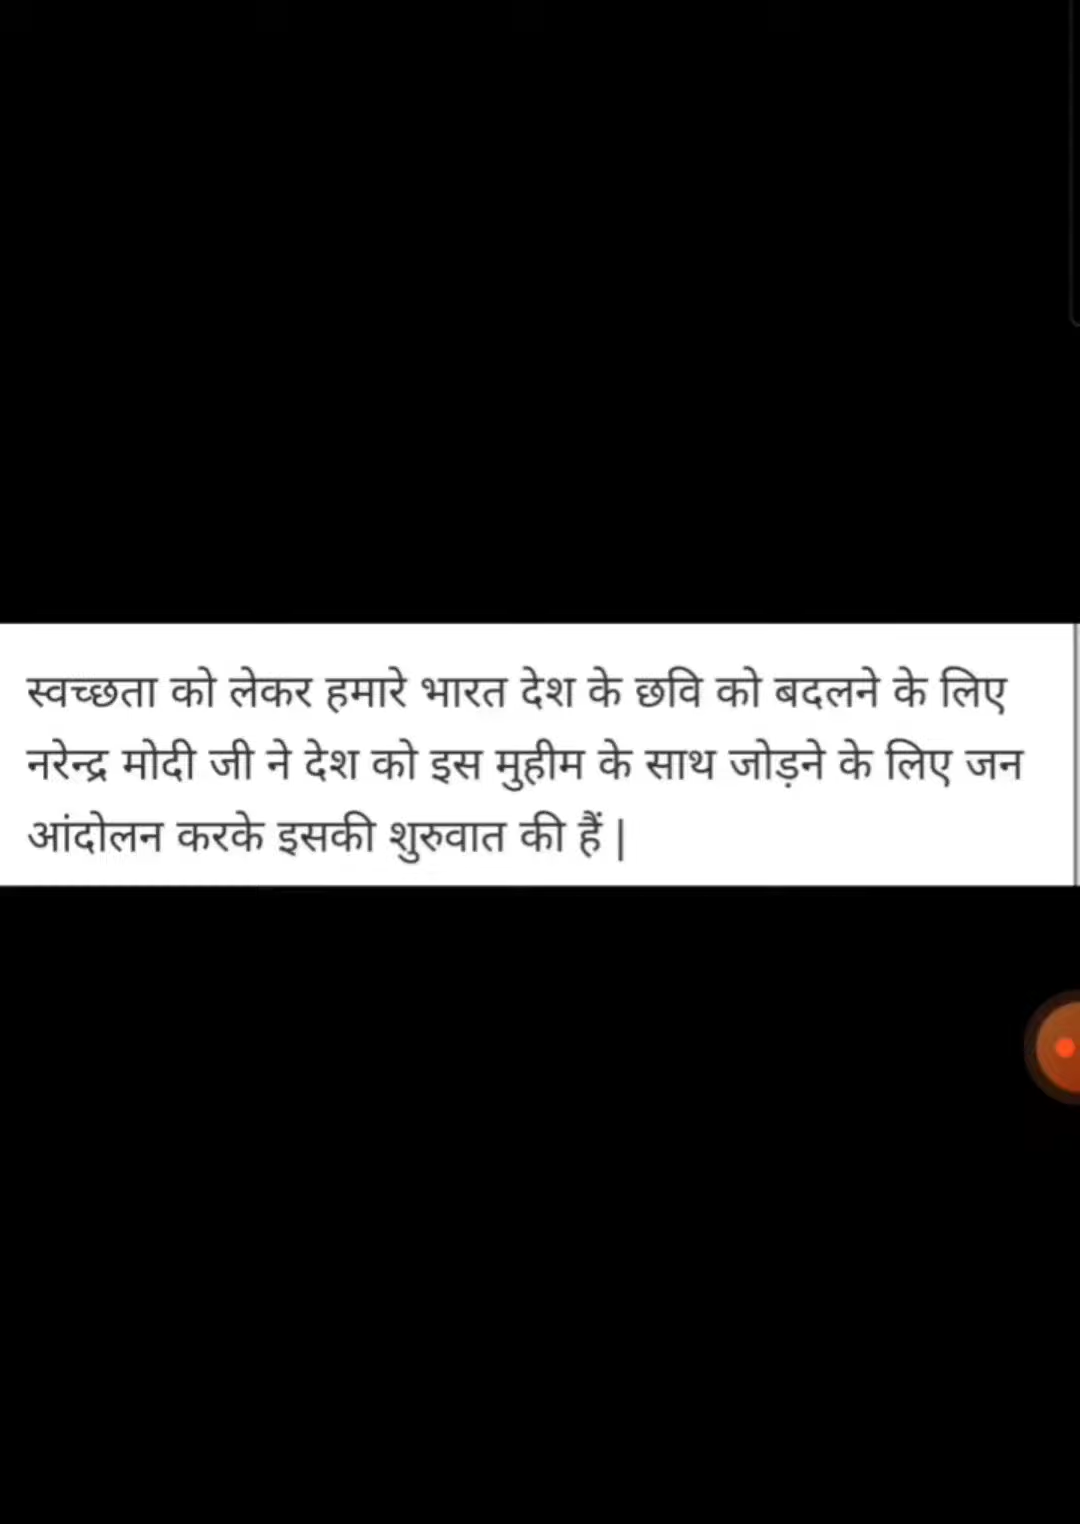 स्वच्छता को लेकर हमारे भारत देश के छवि को बदलने के लिए
नरेन्द्र मोदी जी ने देश को इस मुहीम के साथ जोड़ने के लिए जन
आंदोलन करके इसकी शुरुवात की हैं |